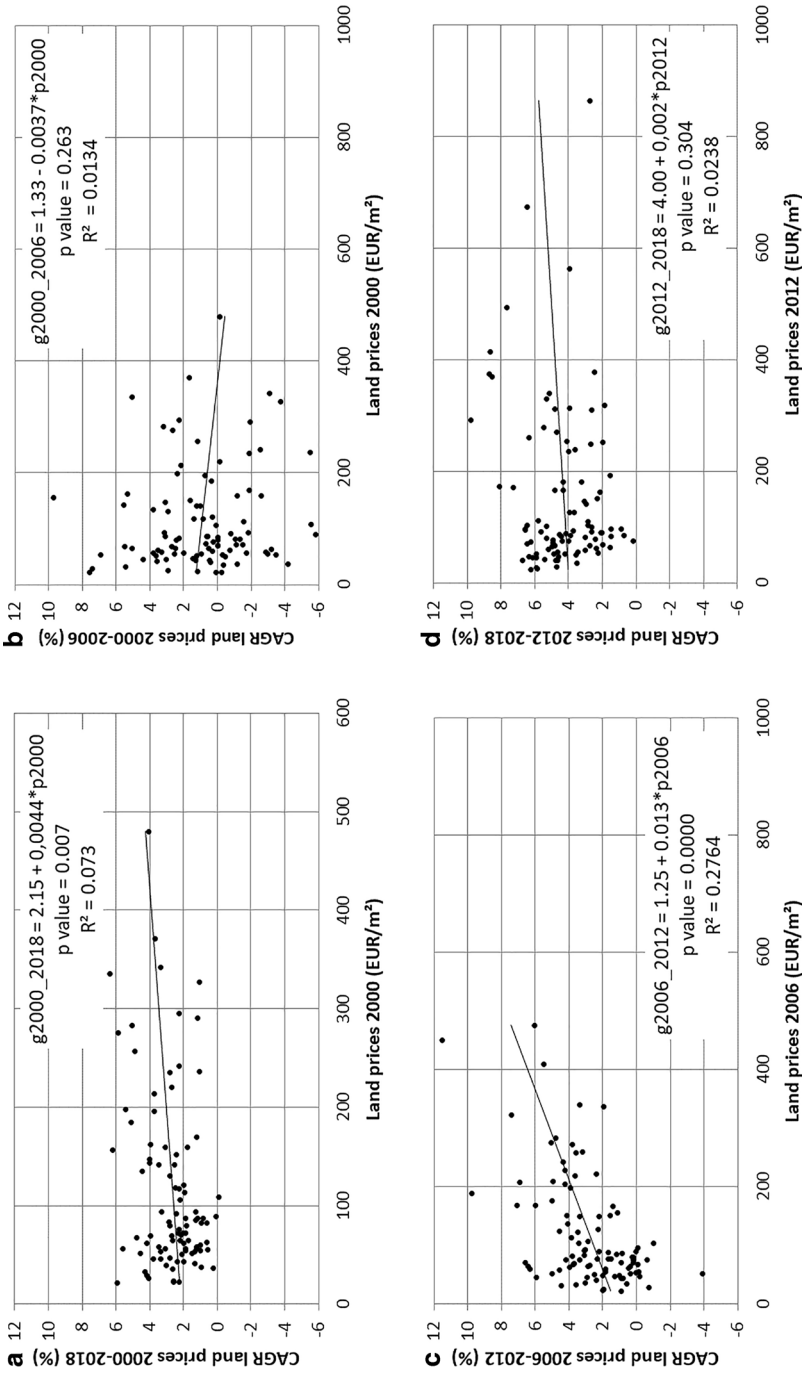 a
CAGR land prices 2000-2018 (%)
12
10
8
6
4
2
0
-2
-4
-6
g2000_2018 = 2.15 + 0,0044*p2000
p value = 0.007
R² = 0.073
0 100 200 300 400 500 600
Land prices 2000 (EUR/m²)
b
CAGR land prices 2000-2006 (%)
12
10
8
6
4
2
0
-2
-4
-6
g2000_2006 = 1.33 - 0.0037*p2000
p value = 0.263
R² = 0.0134
0 200 400 600 800 1000
Land prices 2000 (EUR/m²)
c
CAGR land prices 2006-2012 (%)
12
10
8
6
4
2
0
-2
-4
-6
g2006_2012 = 1.25 + 0.013*p2006
p value = 0.0000
R² = 0.2764
0 200 400 600 800 1000
Land prices 2006 (EUR/m²)
d
CAGR land prices 2012-2018 (%)
12
10
8
6
4
2
0
-2
-4
-6
g2012_2018 = 4.00 + 0,002*p2012
p value = 0.304
R² = 0.0238
0 200 400 600 800 1000
Land prices 2012 (EUR/m²)